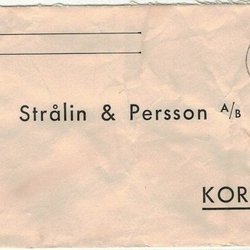 Strålin & Persson A/B
KOR